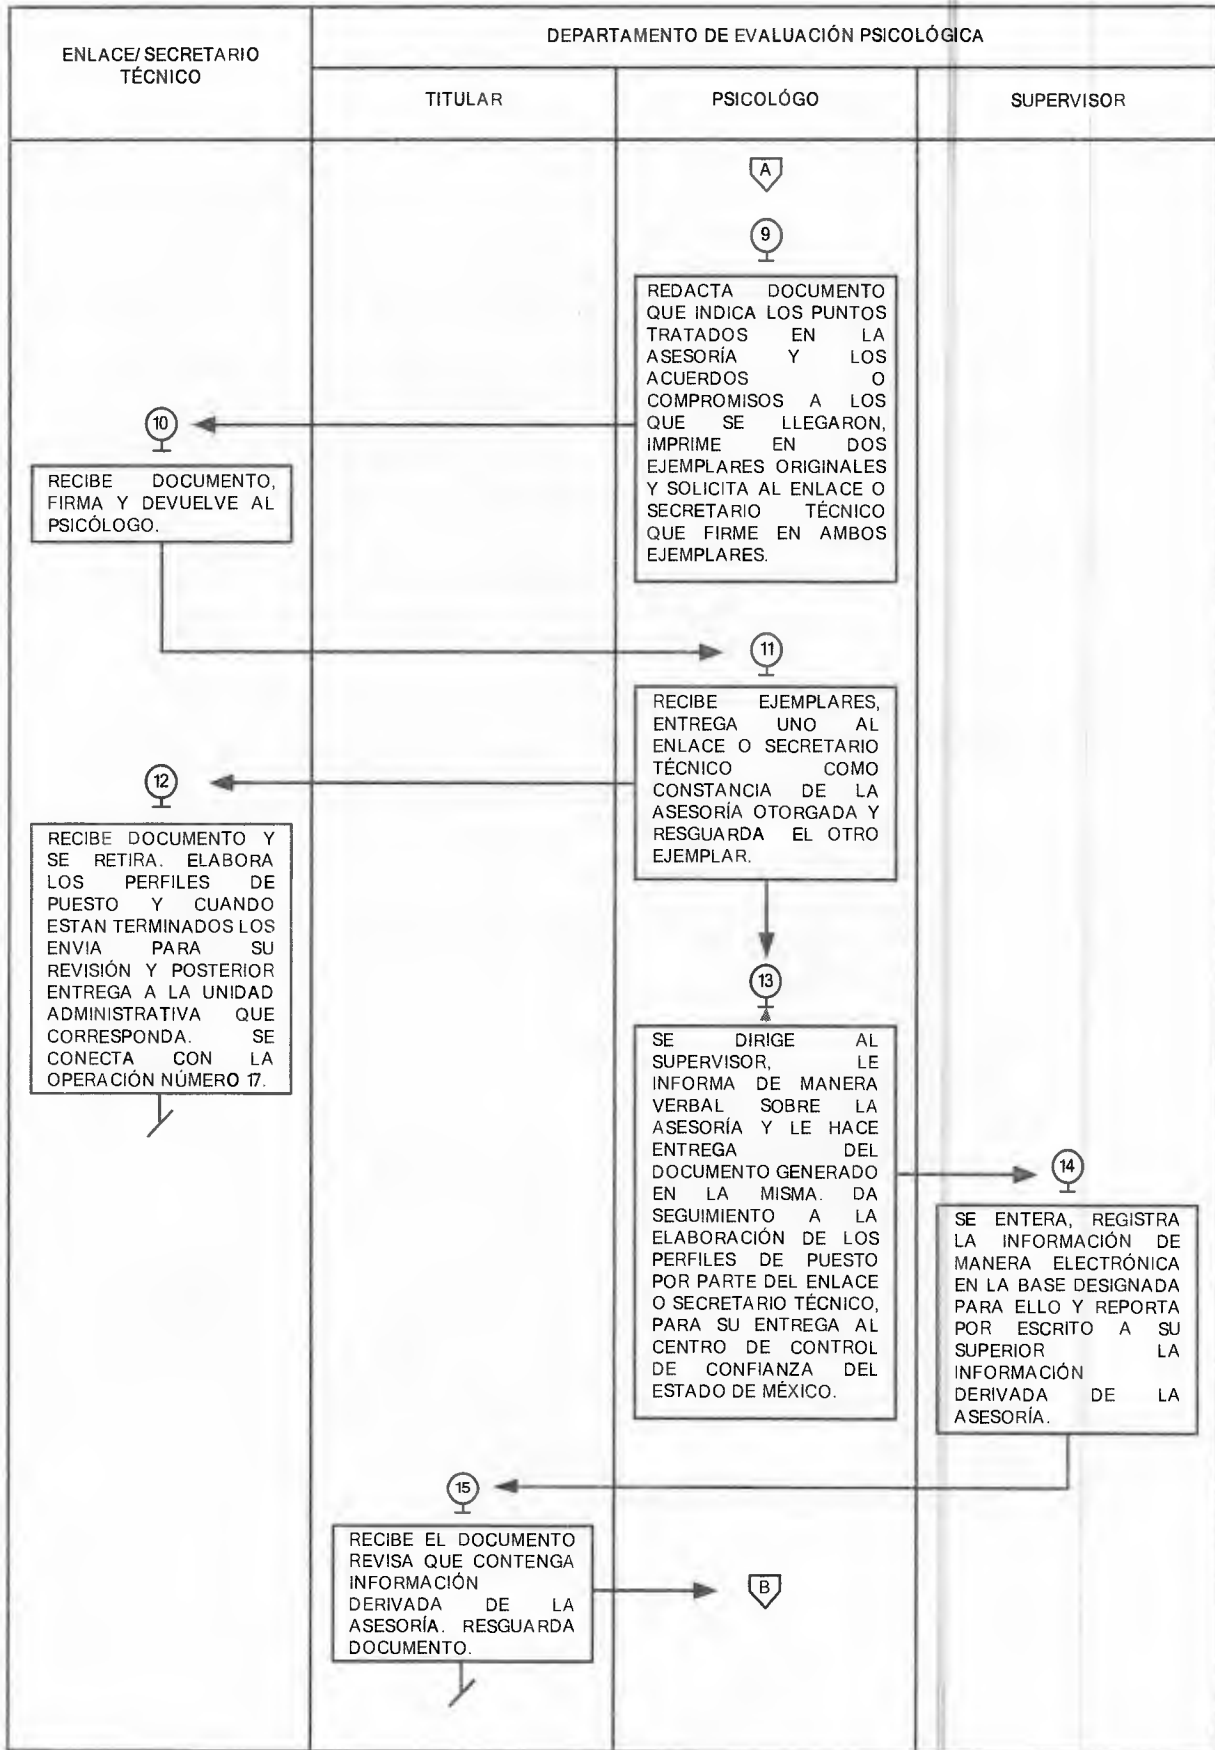 ENLACE/ SECRETARIO
TÉCNICO
DEPARTAMENTO DE EVALUACIÓN PSICOLÓGICA
TITULAR
PSICOLÓGO
SUPERVISOR
A
9
REDACTA DOCUMENTO
QUE INDICA LOS PUNTOS
TRATADOS EN LA
ASESORÍA Y LOS
ACUERDOS O
COMPROMISOS A LOS
QUE SE LLEGARON,
IMPRIME EN DOS
EJEMPLARES ORIGINALES
Y SOLICITA AL ENLACE O
SECRETARIO TÉCNICO
QUE FIRME EN AMBOS
EJEMPLARES.
10
RECIBE DOCUMENTO,
FIRMA Y DEVUELVE AL
PSICÓLOGO.
11
RECIBE EJEMPLARES,
ENTREGA UNO AL
ENLACE O SECRETARIO
TÉCNICO COMO
CONSTANCIA DE LA
ASESORÍA OTORGADA Y
RESGUARDA EL OTRO
EJEMPLAR.
12
RECIBE DOCUMENTO Y
SE RETIRA. ELABORA
LOS PERFILES DE
PUESTO Y CUANDO
ESTAN TERMINADOS LOS
ENVIA PARA SU
REVISIÓN Y POSTERIOR
ENTREGA A LA UNIDAD
ADMINISTRATIVA QUE
CORRESPONDA. SE
CONECTA CON LA
OPERACIÓN NÚMERO 17.
13
SE DIRIGE AL
SUPERVISOR, LE
INFORMA DE MANERA
VERBAL SOBRE LA
ASESORÍA Y LE HACE
ENTREGA DEL
DOCUMENTO GENERADO
EN LA MISMA. DA
SEGUIMIENTO A LA
ELABORACIÓN DE LOS
PERFILES DE PUESTO
POR PARTE DEL ENLACE
O SECRETARIO TÉCNICO,
PARA SU ENTREGA AL
CENTRO DE CONTROL
DE CONFIANZA DEL
ESTADO DE MÉXICO.
14
SE ENTERA, REGISTRA
LA INFORMACIÓN DE
MANERA ELECTRÓNICA
EN LA BASE DESIGNADA
PARA ELLO Y REPORTA
POR ESCRITO A SU
SUPERIOR LA
INFORMACIÓN
DERIVADA DE LA
ASESORÍA.
15
RECIBE EL DOCUMENTO
REVISA QUE CONTENGA
INFORMACIÓN
DERIVADA DE LA
ASESORÍA. RESGUARDA
DOCUMENTO.
B